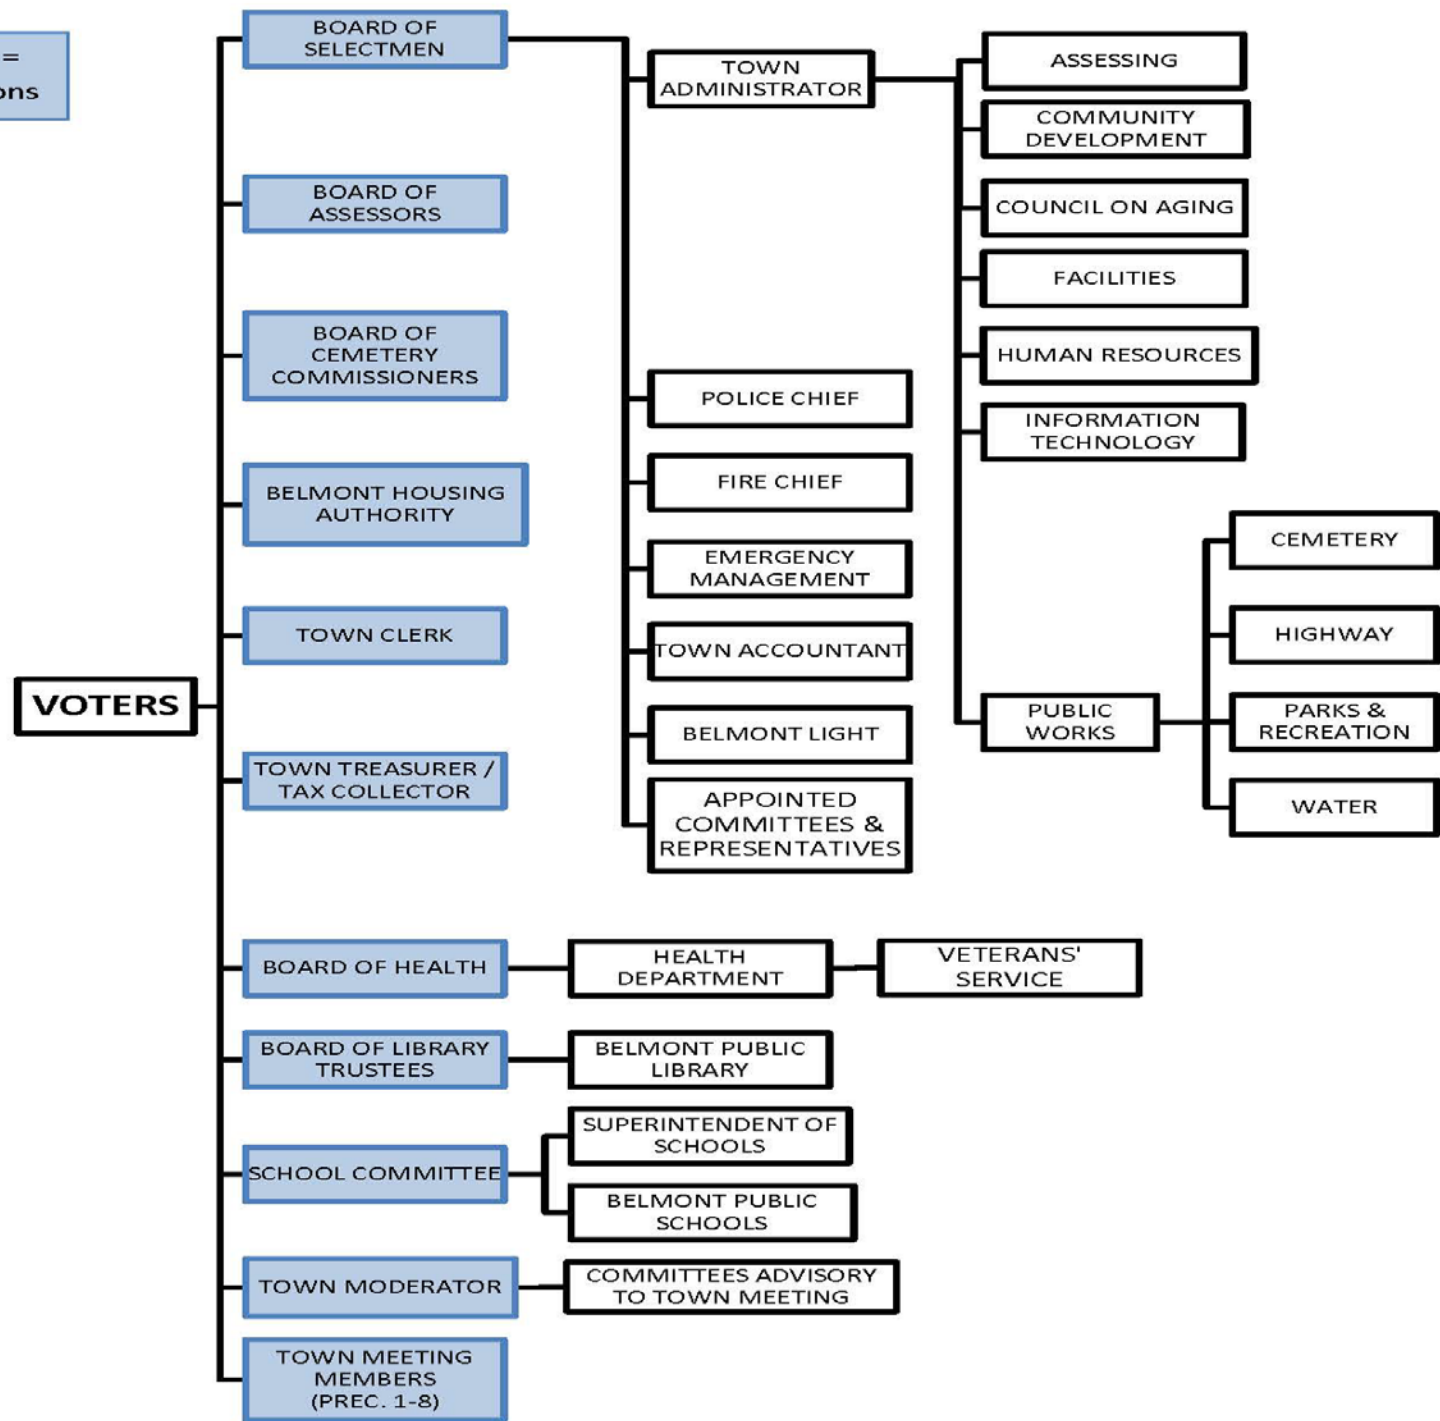 =
ons
VOTERS
BOARD OF
SELECTMEN
BOARD OF
ASSESSORS
BOARD OF
CEMETERY
COMMISSIONERS
BELMONT HOUSING
AUTHORITY
TOWN CLERK
TOWN TREASURER /
TAX COLLECTOR
BOARD OF HEALTH
BOARD OF LIBRARY
TRUSTEES
SCHOOL COMMITTEE
TOWN MODERATOR
TOWN MEETING
MEMBERS
(PREC. 1-8)
TOWN
ADMINISTRATOR
POLICE CHIEF
FIRE CHIEF
EMERGENCY
MANAGEMENT
TOWN ACCOUNTANT
BELMONT LIGHT
APPOINTED
COMMITTEES &
REPRESENTATIVES
HEALTH
DEPARTMENT
VETERANS'
SERVICE
BELMONT PUBLIC
LIBRARY
SUPERINTENDENT OF
SCHOOLS
BELMONT PUBLIC
SCHOOLS
COMMITTEES ADVISORY
TO TOWN MEETING
ASSESSING
COMMUNITY
DEVELOPMENT
COUNCIL ON AGING
FACILITIES
HUMAN RESOURCES
INFORMATION
TECHNOLOGY
PUBLIC
WORKS
CEMETERY
HIGHWAY
PARKS &
RECREATION
WATER